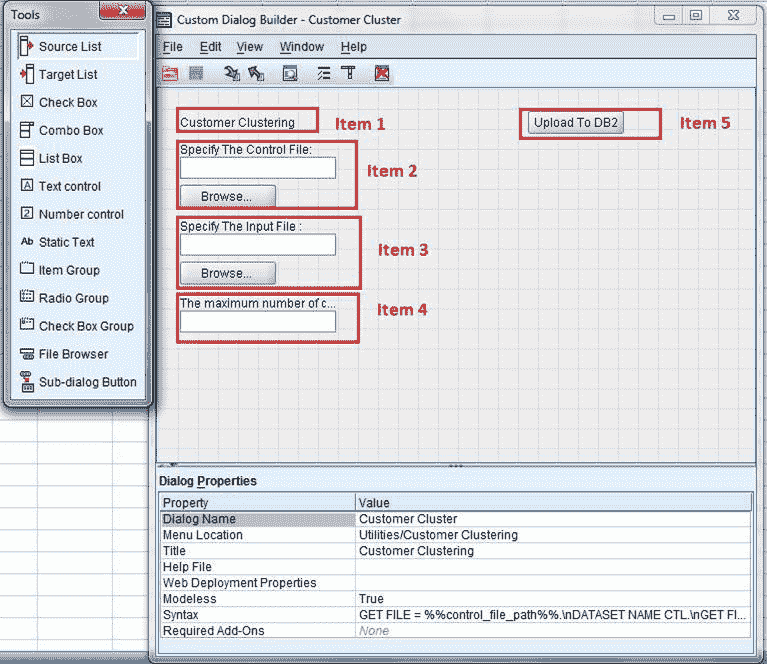 Tools
Source List
Target List
Check Box
Combo Box
List Box
Text control
Number control
Ab Static Text
Item Group
Radio Group
Check Box Group
File Browser
Sub-dialog Button
Custom Dialog Builder - Customer Cluster
File Edit View Window Help
Customer Clustering Item 1
Upload To DB2 Item 5
Specify The Control File:
Item 2
Browse...
Specify The Input File :
Item 3
Browse...
The maximum number of c...
Item 4
Dialog Properties
Property Value
Dialog Name Customer Cluster
Menu Location Utilities/Customer Clustering
Title Customer Clustering
Help File
Web Deployment Properties
Modeless True
Syntax GET FILE = %%control_file_path%%.\nDATASET NAME CTL.\nGET FI...
Required Add-Ons None